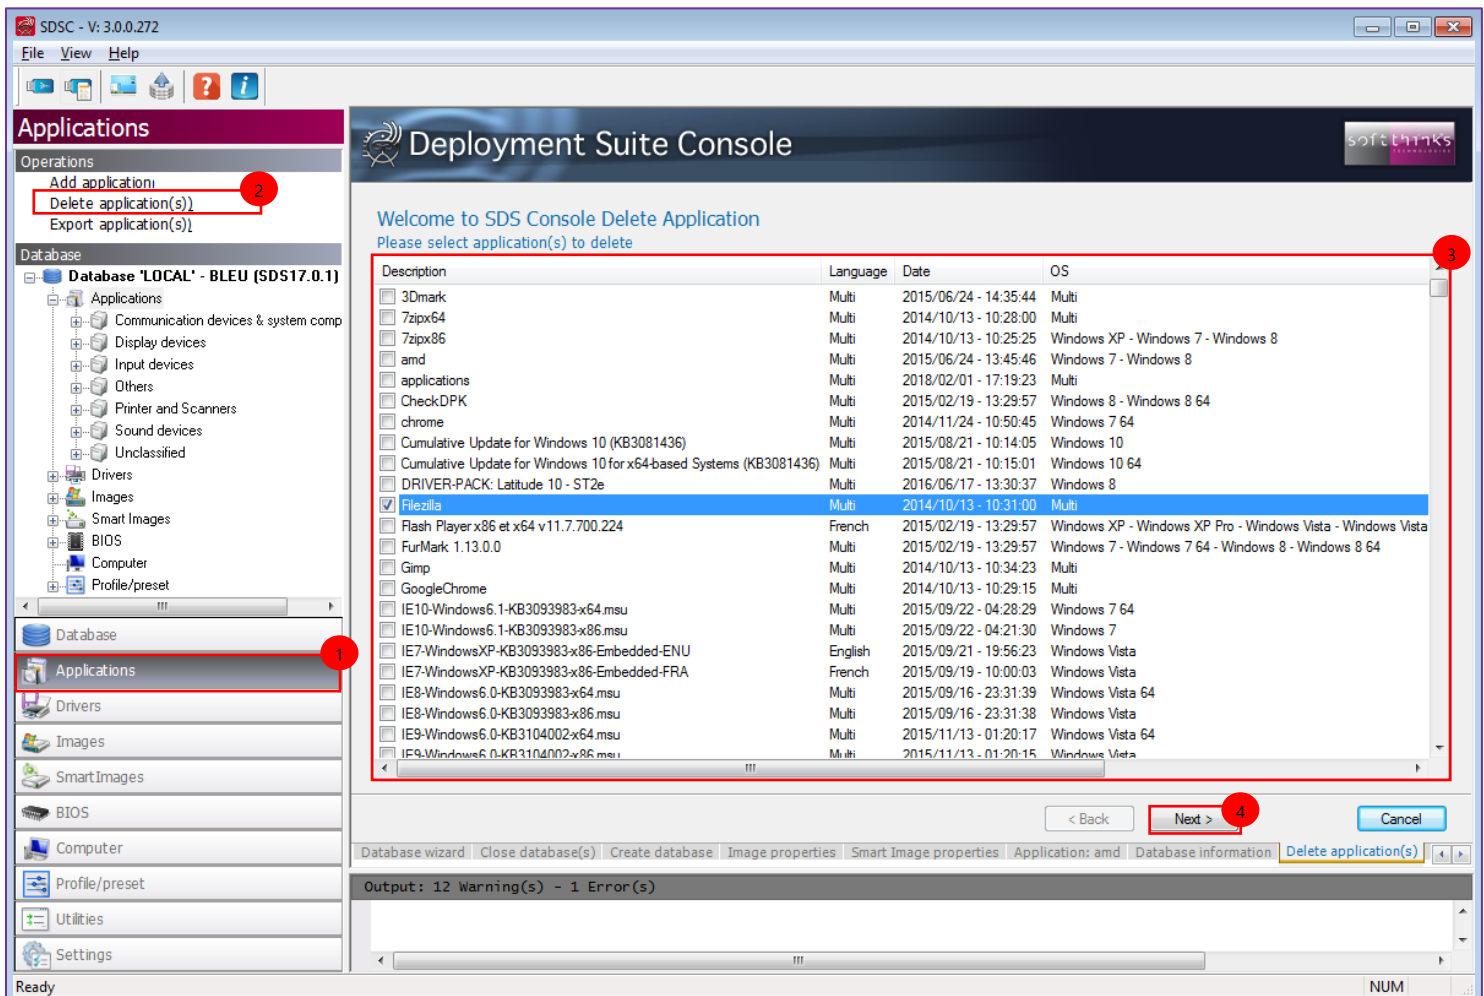 SDSC - V: 3.0.0.272
File View Help
Applications
Operations
Add application
2
Delete application(s)
Export application(s)
Database
Database 'LOCAL' - BLEU (SDS17.0.1)
Applications
Communication devices & system comp
Display devices
Input devices
Others
Printer and Scanners
Sound devices
Unclassified
Drivers
Images
Smart Images
BIOS
Computer
Profile/preset
Database
1
Applications
Drivers
Images
SmartImages
BIOS
Computer
Profile/preset
Utilities
Settings
Deployment Suite Console
softthinks
TECHNOLOGIES
Welcome to SDS Console Delete Application
Please select application(s) to delete
3
Description Language Date OS
3Dmark Multi 2015/06/24 - 14:35:44 Multi
7zipx64 Multi 2014/10/13 - 10:28:00 Multi
7zipx86 Multi 2014/10/13 - 10:25:25 Windows XP - Windows 7 - Windows 8
amd Multi 2015/06/24 - 13:45:46 Windows 7 - Windows 8
applications Multi 2018/02/01 - 17:19:23 Multi
CheckDPK Multi 2015/02/19 - 13:29:57 Windows 8 - Windows 8 64
chrome Multi 2014/11/24 - 10:50:45 Windows 7 64
Cumulative Update for Windows 10 (KB3081436) Multi 2015/08/21 - 10:14:05 Windows 10
Cumulative Update for Windows 10 for x64-based Systems (KB3081436) Multi 2015/08/21 - 10:15:01 Windows 10 64
DRIVER-PACK: Latitude 10 - ST2e Multi 2016/06/17 - 13:30:37 Windows 8
Filezilla Multi 2014/10/13 - 10:31:00 Multi
Flash Player x86 et x64 v11.7.700.224 French 2015/02/19 - 13:29:57 Windows XP - Windows XP Pro - Windows Vista - Windows Vista
FurMark 1.13.0.0 Multi 2015/02/19 - 13:29:57 Windows 7 - Windows 7 64 - Windows 8 - Windows 8 64
Gimp Multi 2014/10/13 - 10:34:23 Multi
GoogleChrome Multi 2014/10/13 - 10:29:15 Multi
IE10-Windows6.1-KB3093983-x64.msu Multi 2015/09/22 - 04:28:29 Windows 7 64
IE10-Windows6.1-KB3093983-x86.msu Multi 2015/09/22 - 04:21:30 Windows 7
IE7-WindowsXP-KB3093983-x86-Embedded-ENU English 2015/09/21 - 19:56:23 Windows Vista
IE7-WindowsXP-KB3093983-x86-Embedded-FRA French 2015/09/19 - 10:00:03 Windows Vista
IE8-Windows6.0-KB3093983-x64.msu Multi 2015/09/16 - 23:31:39 Windows Vista 64
IE8-Windows6.0-KB3093983-x86.msu Multi 2015/09/16 - 23:31:38 Windows Vista
IE9-Windows6.0-KB3104002-x64.msu Multi 2015/11/13 - 01:20:17 Windows Vista 64
IE9-Windows6.0-KB3104002-x86.msu Multi 2015/11/13 - 01:20:15 Windows Vista
< Back Next > 4 Cancel
Database wizard Close database(s) Create database Image properties Smart Image properties Application: amd Database information Delete application(s)
Output: 12 Warning(s) - 1 Error(s)
Ready NUM